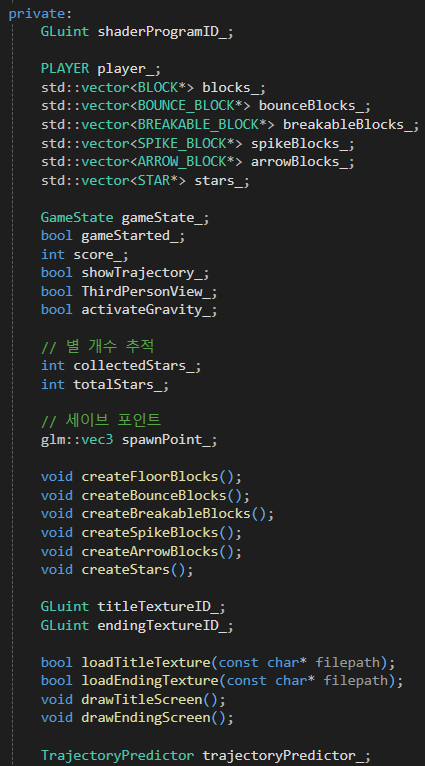 private:
GLuint shaderProgramID_;
PLAYER player_;
std::vector<BLOCK*> blocks_;
std::vector<BOUNCE_BLOCK*> bounceBlocks_;
std::vector<BREAKABLE_BLOCK*> breakableBlocks_;
std::vector<SPIKE_BLOCK*> spikeBlocks_;
std::vector<ARROW_BLOCK*> arrowBlocks_;
std::vector<STAR*> stars_;
GameState gameState_;
bool gameStarted_;
int score_;
bool showTrajectory_;
bool ThirdPersonView_;
bool activateGravity_;
// 별 개수 추적
int collectedStars_;
int totalStars_;
// 세이브 포인트
glm::vec3 spawnPoint_;
void createFloorBlocks();
void createBounceBlocks();
void createBreakableBlocks();
void createSpikeBlocks();
void createArrowBlocks();
void createStars();
GLuint titleTextureID_;
GLuint endingTextureID_;
bool loadTitleTexture(const char* filepath);
bool loadEndingTexture(const char* filepath);
void drawTitleScreen();
void drawEndingScreen();
TrajectoryPredictor trajectoryPredictor_;